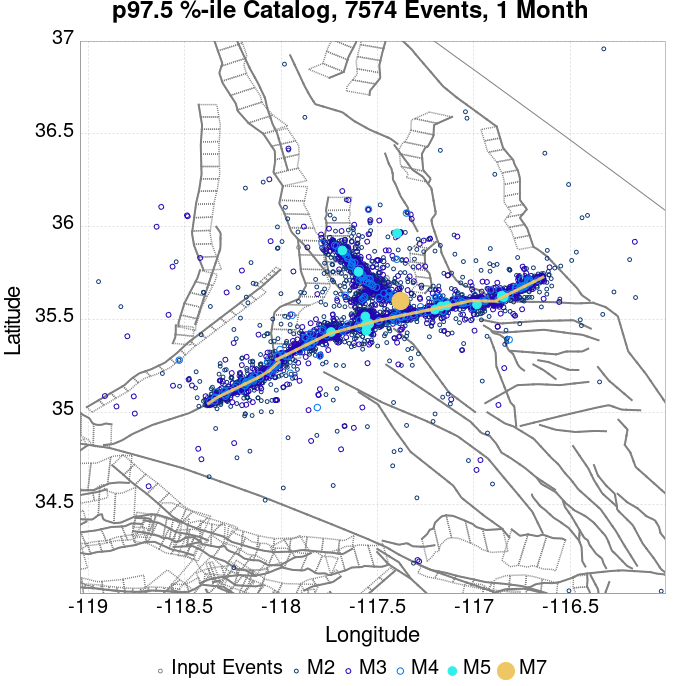 p97.5 %-ile Catalog, 7574 Events, 1 Month
37
36.5
36
35.5
35
34.5
Latitude
-119 -118.5 -118 -117.5 -117 -116.5
Longitude
Input Events M2 M3 M4 M5 M7